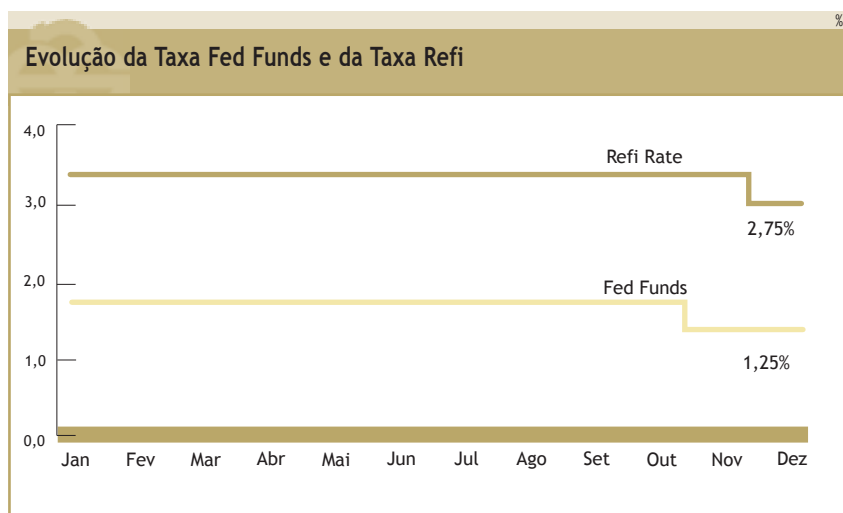 %
Evolução da Taxa Fed Funds e da Taxa Refi
4,0
Refi Rate
3,0
2,75%
2,0
Fed Funds
1,0
1,25%
0,0
Jan Fev Mar Abr Mai Jun Jul Ago Set Out Nov Dez